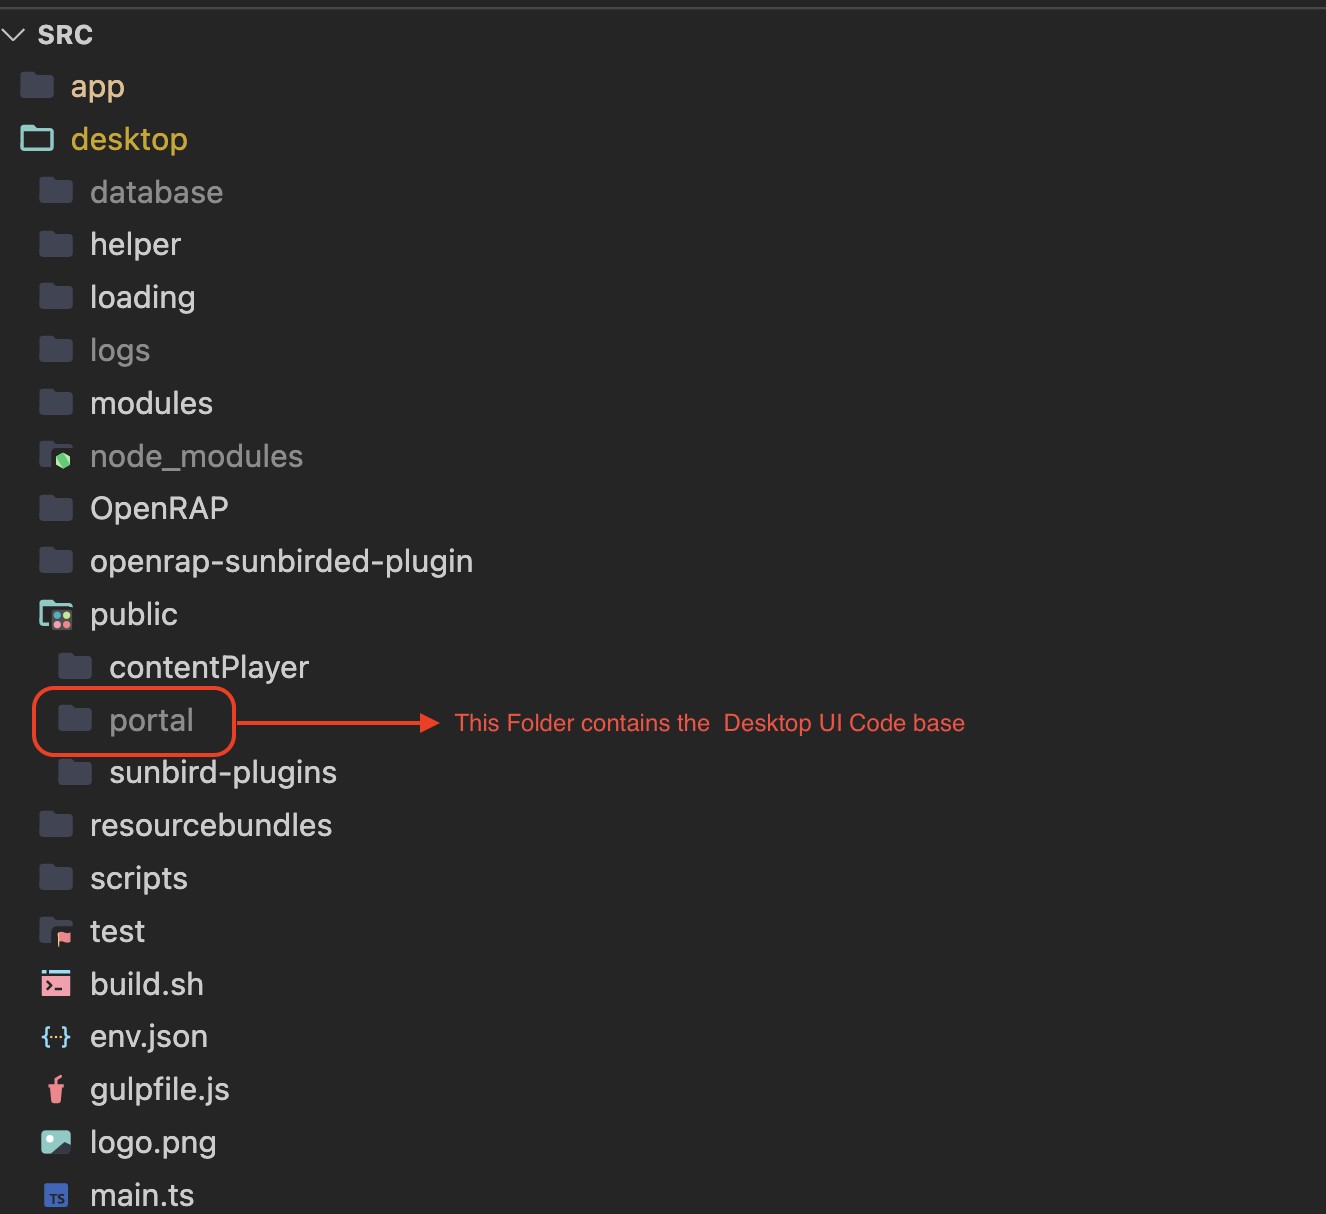 SRC
app
desktop
database
helper
loading
logs
modules
node_modules
OpenRAP
openrap-sunbirded-plugin
public
contentPlayer
portal
This Folder contains the  Desktop UI Code base
sunbird-plugins
resourcebundles
scripts
test
build.sh
env.json
gulpfile.js
logo.png
TS main.ts